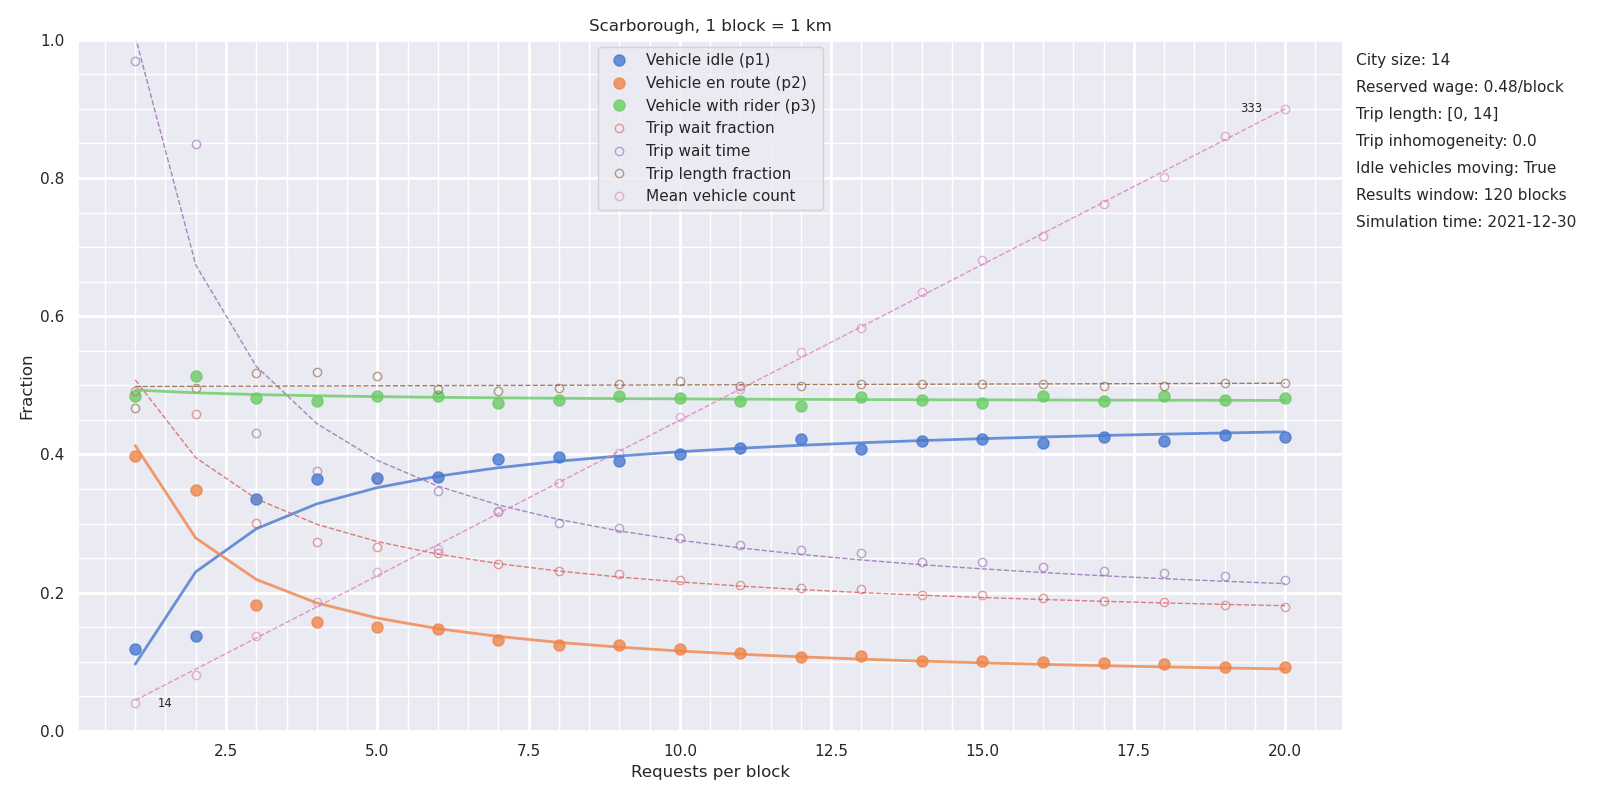 Scarborough, 1 block = 1 km
1.0
0.8
0.6
0.4
0.2
0.0
Fraction
Vehicle idle (p1)
Vehicle en route (p2)
Vehicle with rider (p3)
Trip wait fraction
Trip wait time
Trip length fraction
Mean vehicle count
333
14
2.5
5.0
7.5
10.0
12.5
15.0
17.5
20.0
Requests per block
City size: 14
Reserved wage: 0.48/block
Trip length: [0, 14]
Trip inhomogeneity: 0.0
Idle vehicles moving: True
Results window: 120 blocks
Simulation time: 2021-12-30